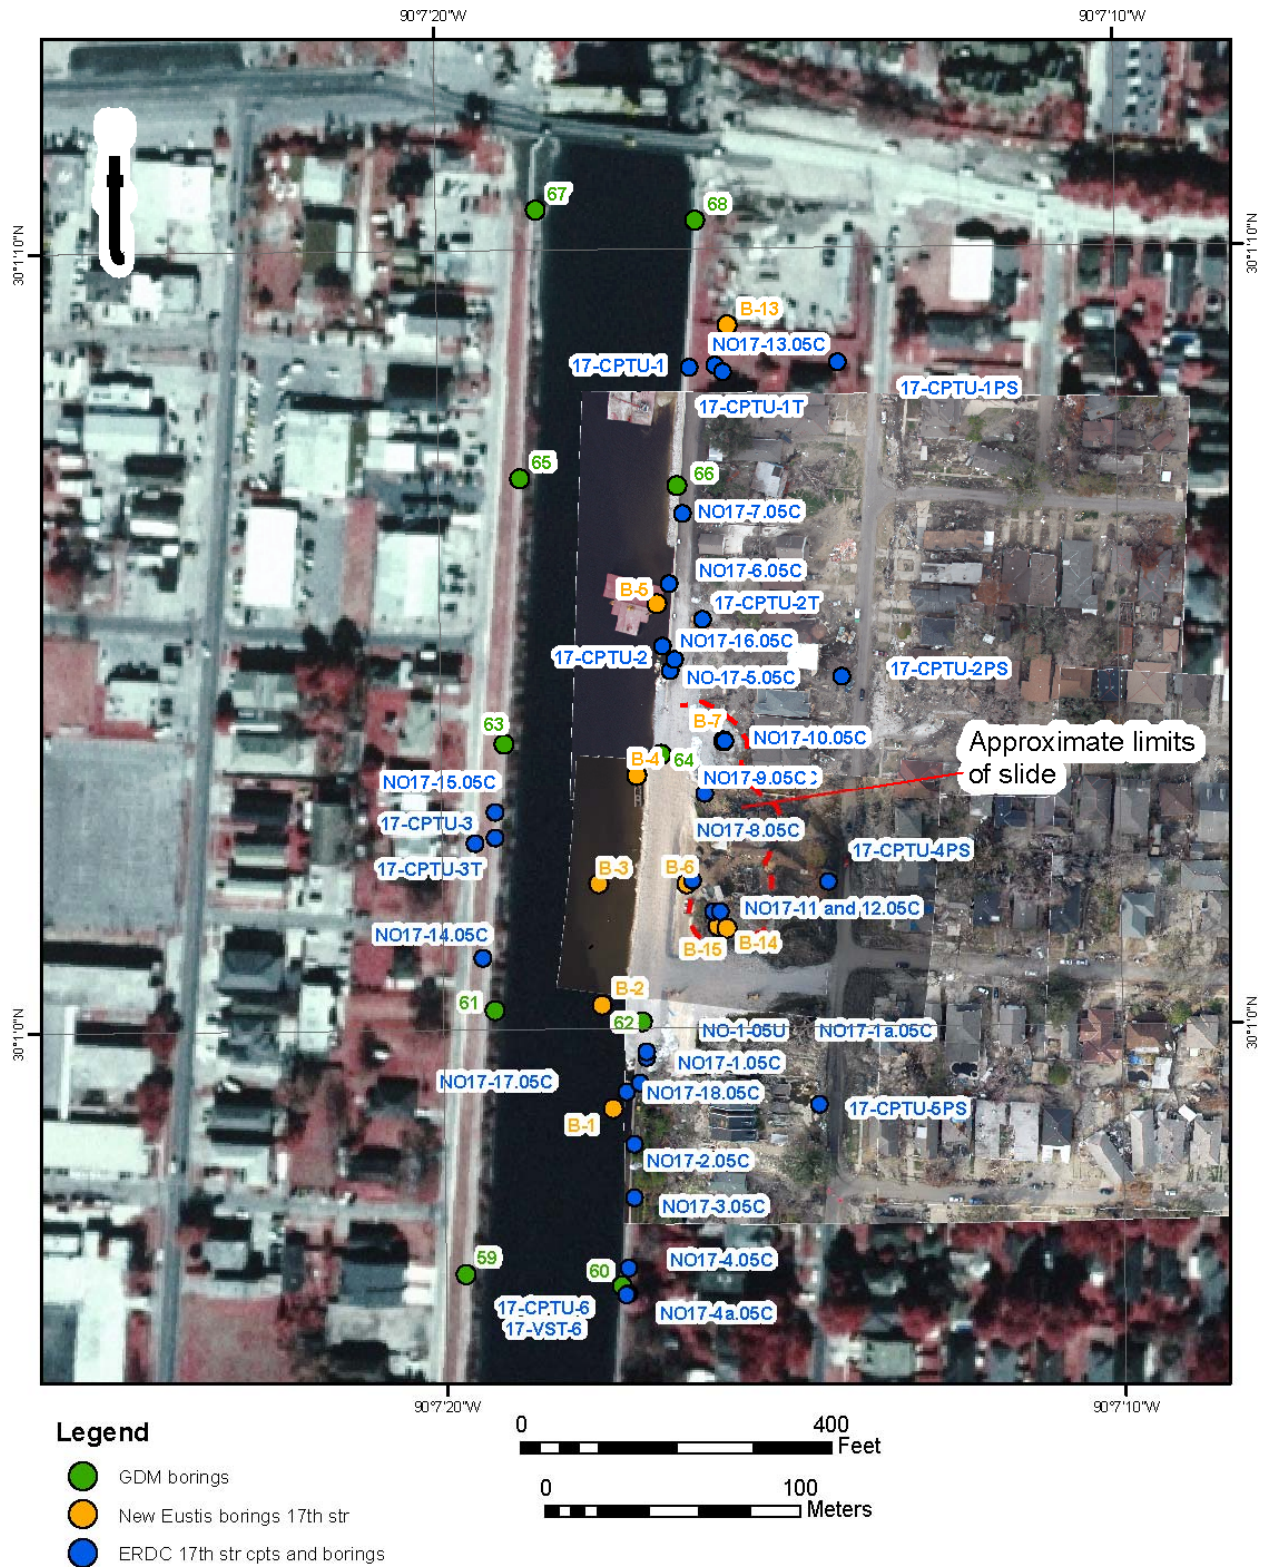 90°7'20"W
90°7'10"W
67
68
30°1'10"N
30°1'10"N
B-13
NO17-13.05C
17-CPTU-1
17-CPTU-1PS
17-CPTU-1T
65
66
NO17-7.05C
NO17-6.05C
B-5
17-CPTU-2T
NO17-16.05C
17-CPTU-2
17-CPTU-2PS
NO-17-5.05C
B-7
63
NO17-10.05C
Approximate limits
of slide
B-4
64
NO17-9.05C
NO17-15.05C
17-CPTU-3
NO17-8.05C
17-CPTU-4PS
17-CPTU-3T
B-3
B-6
NO17-11 and 12.05C
NO17-14.05C
B-15
B-14
B-2
61
62
NO-1-05U
NO17-1a.05C
30°1'0"N
30°1'0"N
NO17-1.05C
NO17-17.05C
NO17-18.05C
17-CPTU-5PS
B-1
NO17-2.05C
NO17-3.05C
59
60
NO17-4.05C
17-CPTU-6
17-VST-6
NO17-4a.05C
90°7'20"W
90°7'10"W
Legend
GDM borings
New Eustis borings 17th str
ERDC 17th str cpts and borings
0 400
Feet
0 100
Meters